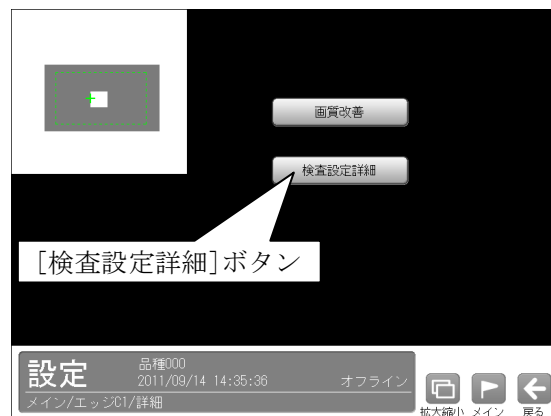 画質改善
検査設定詳細
[検査設定詳細]ボタン
設定
品種000
2011/09/14 14:35:36
オフライン
メイン/エッジC1/詳細
拡大縮小 メイン 戻る